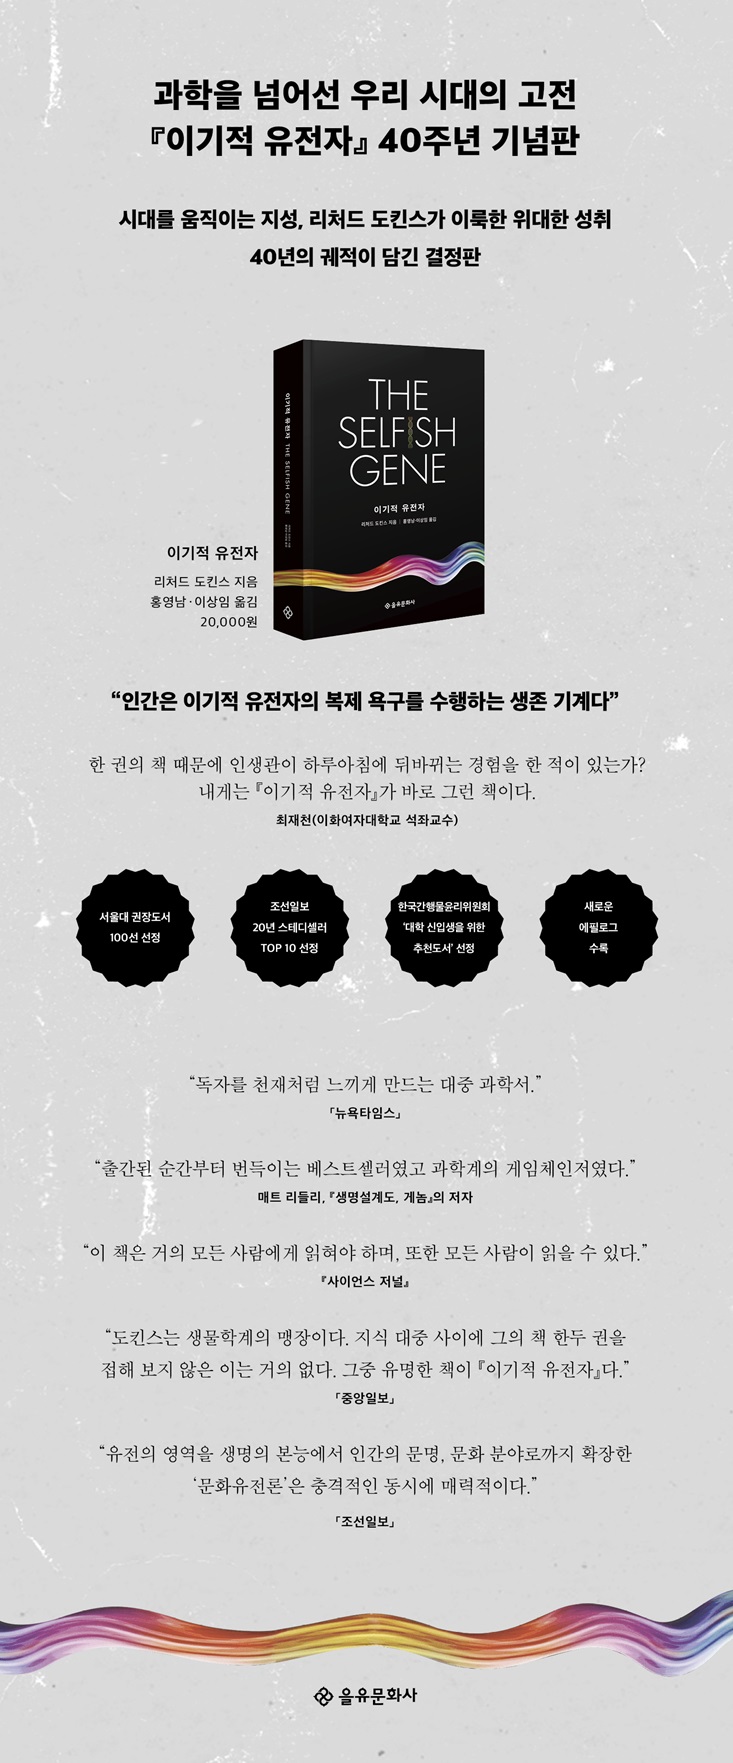 과학을 넘어선 우리 시대의 고전
『이기적 유전자』 40주년 기념판
시대를 움직이는 지성, 리처드 도킨스가 이룩한 위대한 성취
40년의 궤적이 담긴 결정판
이기적 유전자 THE SELFISH GENE
THE
SELFISH
GENE
이기적 유전자
리처드 도킨스 지음 | 홍영남·이상임 옮김
을유문화사
이기적 유전자
리처드 도킨스 지음
홍영남·이상임 옮김
20,000원
“인간은 이기적 유전자의 복제 욕구를 수행하는 생존 기계다”
한 권의 책 때문에 인생관이 하루아침에 뒤바뀌는 경험을 한 적이 있는가?
내게는 『이기적 유전자』가 바로 그런 책이다.
최재천(이화여자대학교 석좌교수)
서울대 권장도서
100선 선정
조선일보
20년 스테디셀러
TOP 10 선정
한국간행물윤리위원회
‘대학 신입생을 위한
추천도서’ 선정
새로운
에필로그
수록
“독자를 천재처럼 느끼게 만드는 대중 과학서.”
「뉴욕타임스」
“출간된 순간부터 번득이는 베스트셀러였고 과학계의 게임체인저였다.”
매트 리들리, 『생명설계도, 게놈』의 저자
“이 책은 거의 모든 사람에게 읽혀야 하며, 또한 모든 사람이 읽을 수 있다.”
『사이언스 저널』
“도킨스는 생물학계의 맹장이다. 지식 대중 사이에 그의 책 한두 권을
접해 보지 않은 이는 거의 없다. 그중 유명한 책이 『이기적 유전자』다.”
「중앙일보」
“유전의 영역을 생명의 본능에서 인간의 문명, 문화 분야로까지 확장한
‘문화유전론’은 충격적인 동시에 매력적이다.”
「조선일보」
을유문화사